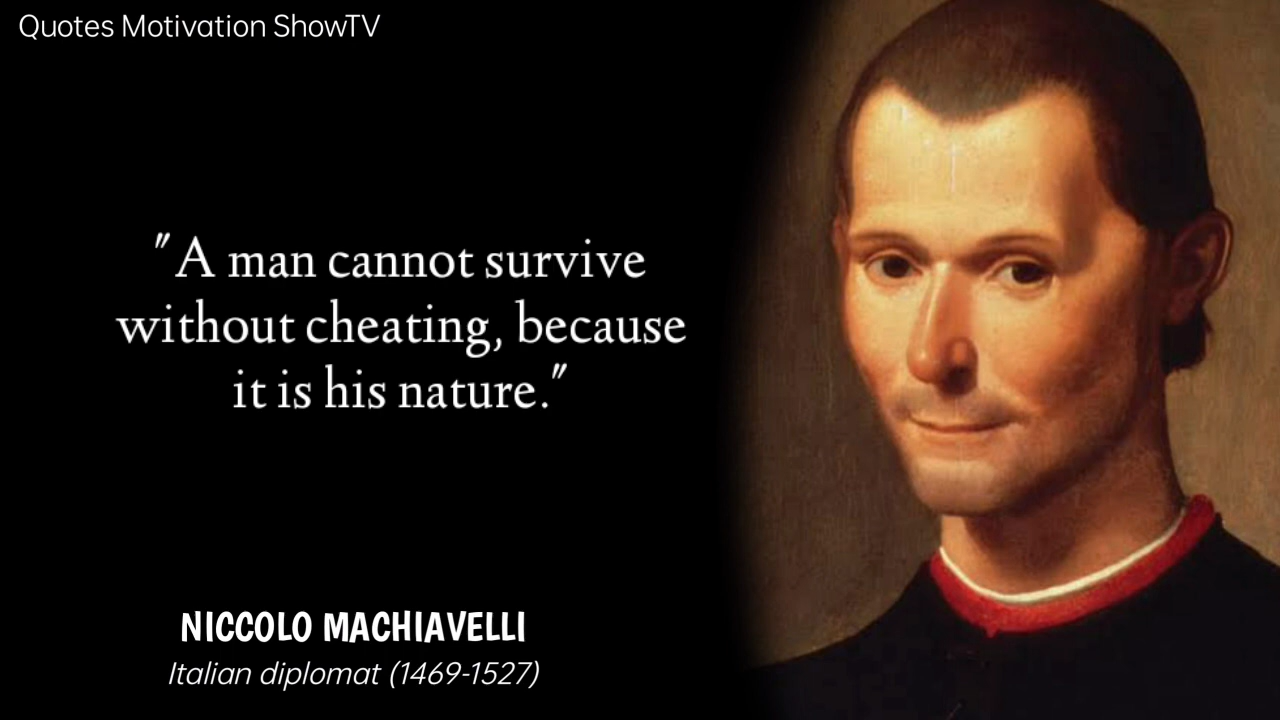 Quotes Motivation ShowTV
"A man cannot survive
without cheating, because
it is his nature."
NICCOLO MACHIAVELLI
Italian diplomat (1469-1527)